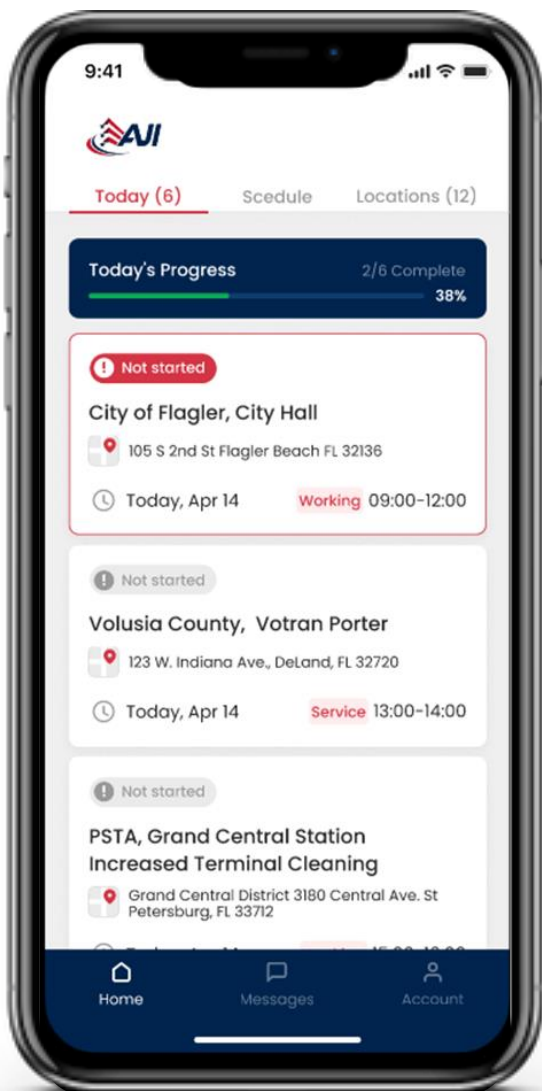 9:41
AJI
Today (6)
Scedule
Locations (12)
Today's Progress
2/6 Complete
38%
Not started
City of Flagler, City Hall
105 S 2nd St Flagler Beach FL 32136
Today, Apr 14
Working 09:00-12:00
Not started
Volusia County, Votran Porter
123 W. Indiana Ave., DeLand, FL 32720
Today, Apr 14
Service 13:00-14:00
Not started
PSTA, Grand Central Station
Increased Terminal Cleaning
Grand Central District 3180 Central Ave. St
Petersburg, FL 33712
Home
Messages
Account